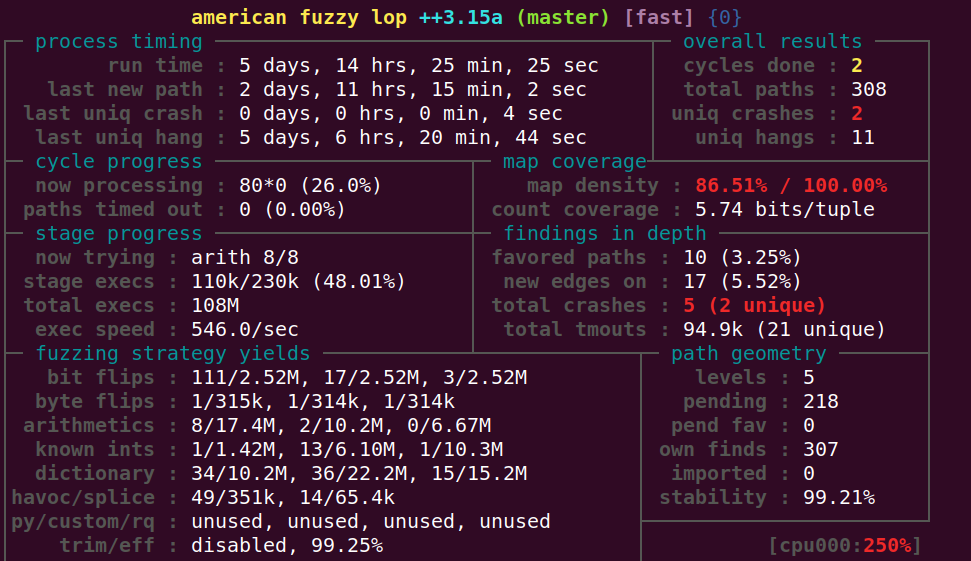 american fuzzy lop ++3.15a (master) [fast] {0}
process timing overall results
run time : 5 days, 14 hrs, 25 min, 25 sec cycles done : 2
last new path : 2 days, 11 hrs, 15 min, 2 sec total paths : 308
last uniq crash : 0 days, 0 hrs, 0 min, 4 sec uniq crashes : 2
last uniq hang : 5 days, 6 hrs, 20 min, 44 sec uniq hangs : 11
cycle progress map coverage
now processing : 80*0 (26.0%) map density : 86.51% / 100.00%
paths timed out : 0 (0.00%) count coverage : 5.74 bits/tuple
stage progress findings in depth
now trying : arith 8/8 favored paths : 10 (3.25%)
stage execs : 110k/230k (48.01%) new edges on : 17 (5.52%)
total execs : 108M total crashes : 5 (2 unique)
exec speed : 546.0/sec total tmouts : 94.9k (21 unique)
fuzzing strategy yields path geometry
bit flips : 111/2.52M, 17/2.52M, 3/2.52M levels : 5
byte flips : 1/315k, 1/314k, 1/314k pending : 218
arithmetics : 8/17.4M, 2/10.2M, 0/6.67M pend fav : 0
known ints : 1/1.42M, 13/6.10M, 1/10.3M own finds : 307
dictionary : 34/10.2M, 36/22.2M, 15/15.2M imported : 0
havoc/splice : 49/351k, 14/65.4k stability : 99.21%
py/custom/rq : unused, unused, unused, unused
trim/eff : disabled, 99.25% [cpu000:250%]